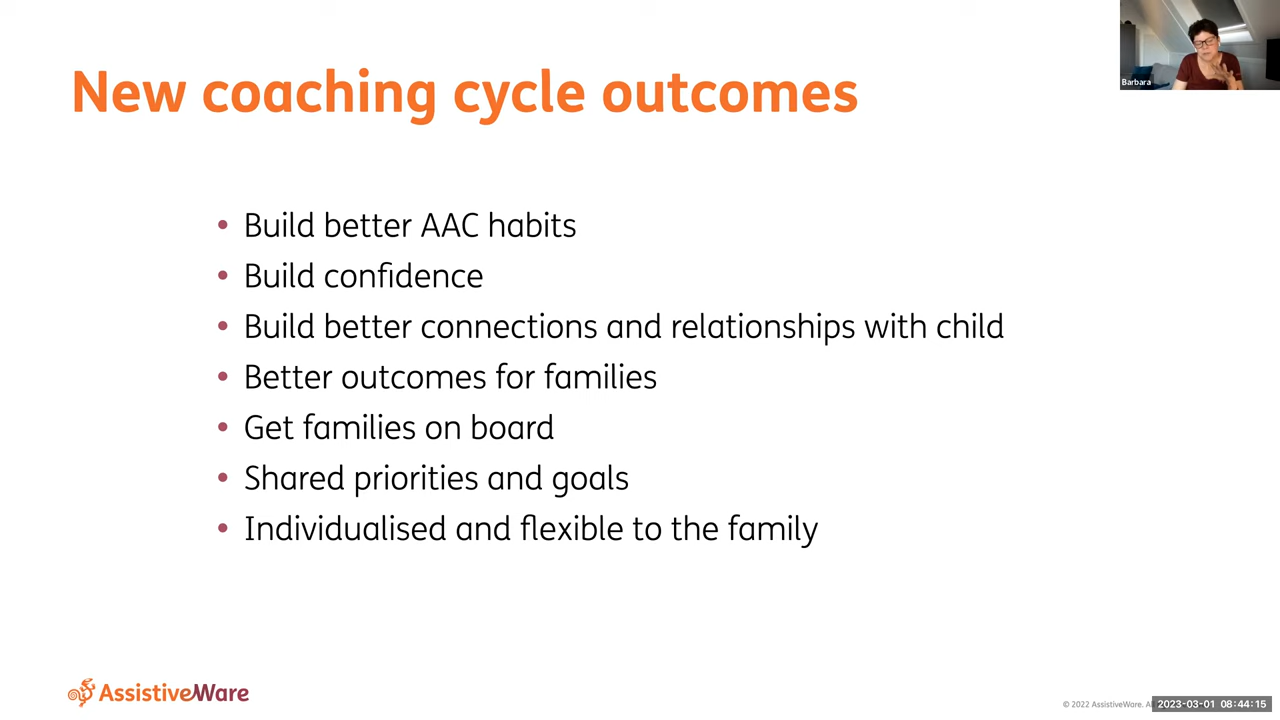 New coaching cycle outcomes
Barbara
• Build better AAC habits
• Build confidence
• Build better connections and relationships with child
• Better outcomes for families
• Get families on board
• Shared priorities and goals
• Individualised and flexible to the family
AssistiveWare
© 2022 AssistiveWare,
2023-03-01 08:44:15